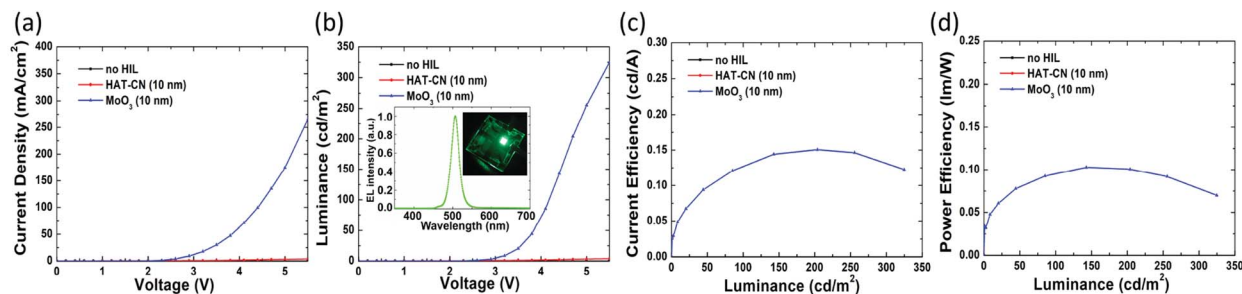 (a)
Current Density (mA/cm²)
400
350
300
250
200
150
100
50
0
no HIL
HAT-CN (10 nm)
MoO₃ (10 nm)
0 1 2 3 4 5
Voltage (V)
(b)
Luminance (cd/m²)
350
300
250
200
150
100
50
0
no HIL
HAT-CN (10 nm)
MoO₃ (10 nm)
EL intensity (a.u.)
1.0
0.8
0.6
0.4
0.2
0.0
400 500 600 700
Wavelength (nm)
0 1 2 3 4 5
Voltage (V)
(c)
Current Efficiency (cd/A)
0.30
0.25
0.20
0.15
0.10
0.05
0.00
no HIL
HAT-CN (10 nm)
MoO₃ (10 nm)
0 50 100 150 200 250 300 350
Luminance (cd/m²)
(d)
Power Efficiency (lm/W)
0.25
0.20
0.15
0.10
0.05
0.00
no HIL
HAT-CN (10 nm)
MoO₃ (10 nm)
0 50 100 150 200 250 300 350
Luminance (cd/m²)